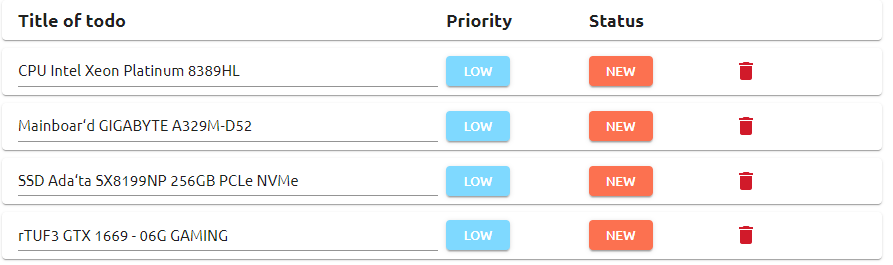 Title of todo Priority Status
CPU Intel Xeon Platinum 8389HL LOW NEW
Mainboar‘d GIGABYTE A329M-D52 LOW NEW
SSD Ada‘ta SX8199NP 256GB PCLe NVMe LOW NEW
rTUF3 GTX 1669 - 06G GAMING LOW NEW